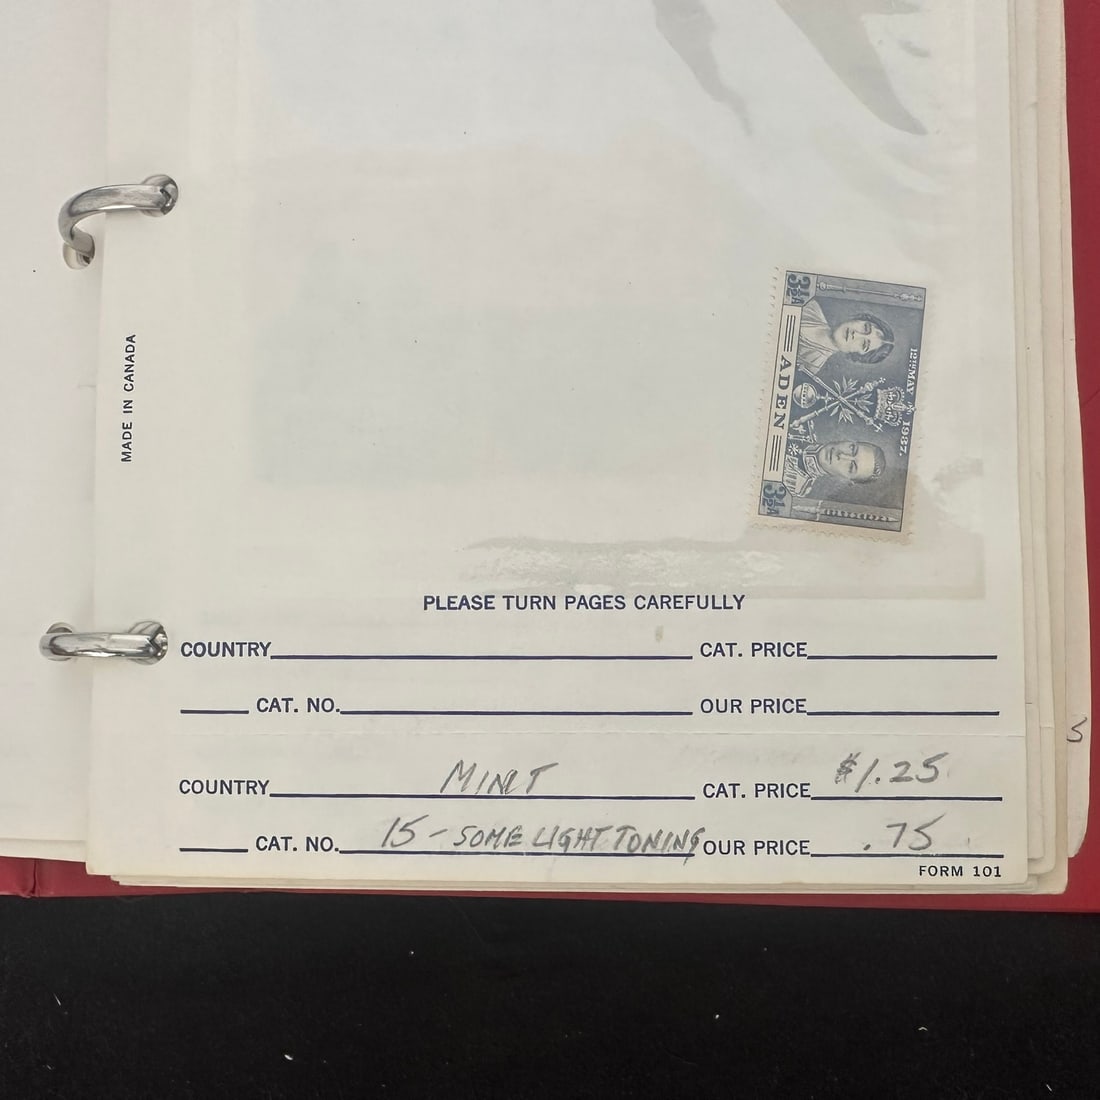 3½A
12TH MAY 1937.
ADEN
3½A
MADE IN CANADA
PLEASE TURN PAGES CAREFULLY
COUNTRY CAT. PRICE
CAT. NO. OUR PRICE
S
COUNTRY MINT CAT. PRICE $1.25
CAT. NO. 15 - SOME LIGHT TONING OUR PRICE .75
FORM 101